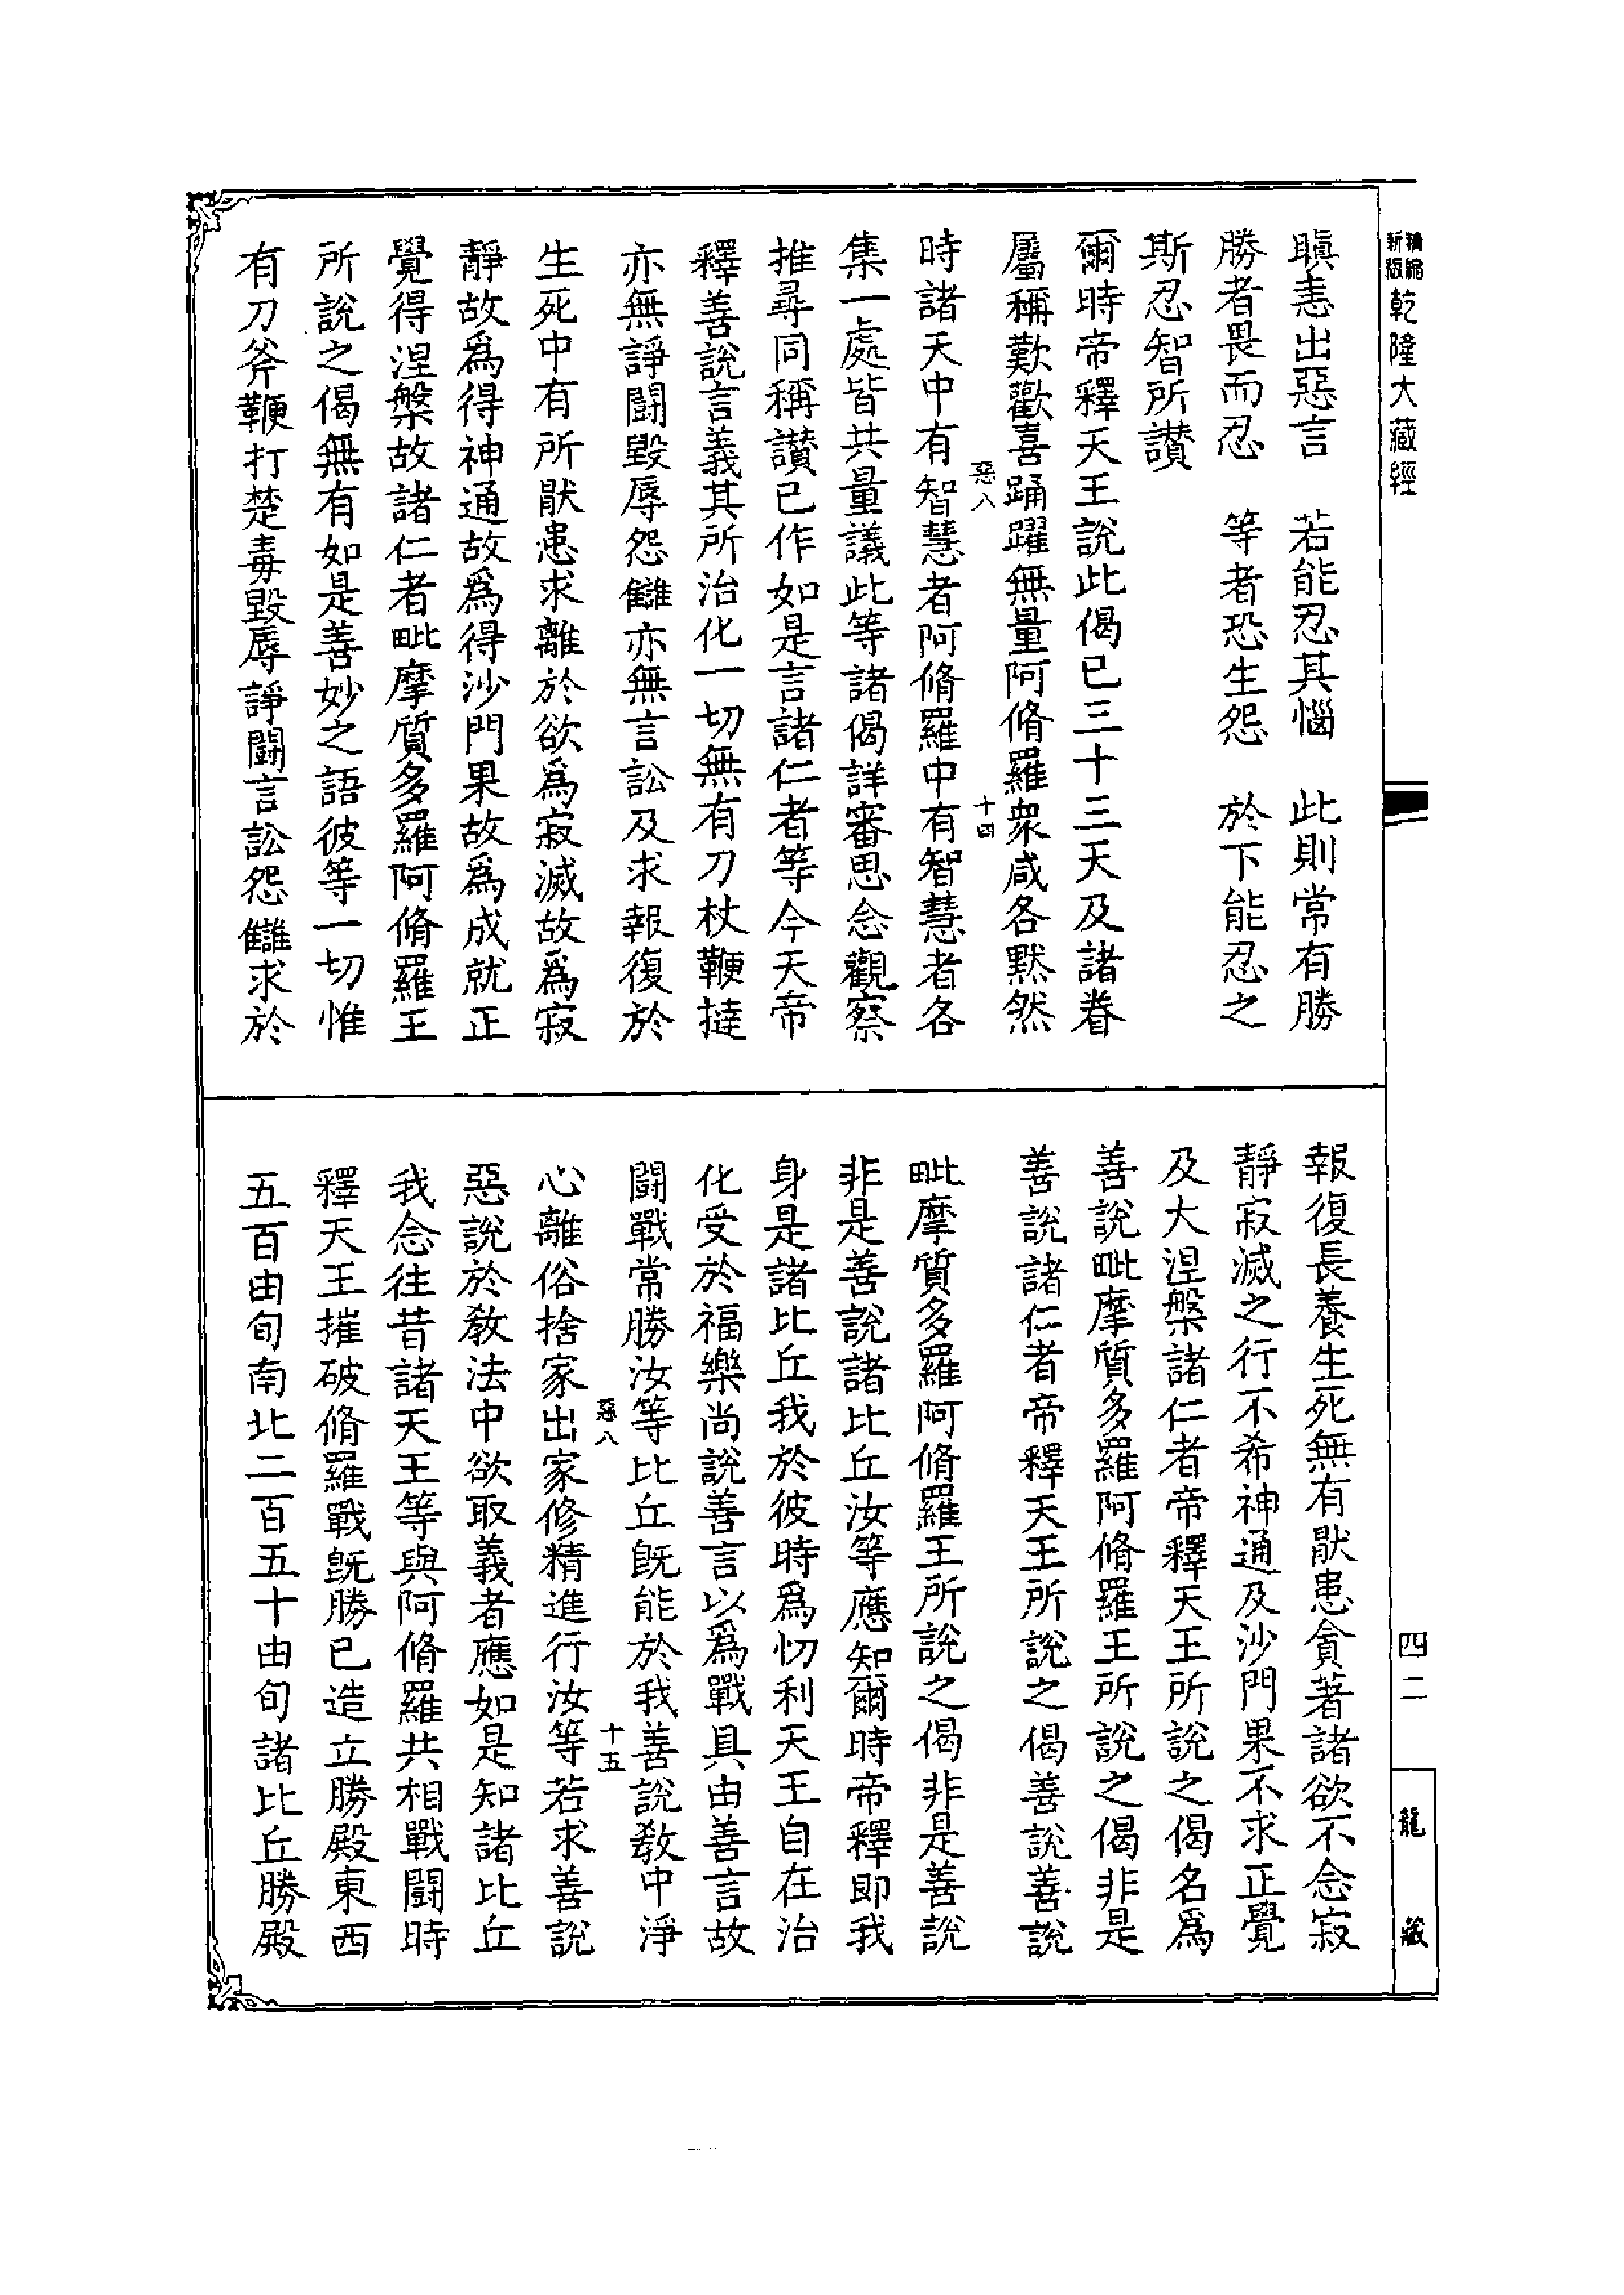 精縮
新版
乾隆大藏經
瞋恚出惡言　若能忍其惱　此則常有勝
勝者畏而忍　等者恐生怨　於下能忍之
斯忍智所讚
爾時帝釋天王說此偈已三十三天及諸眷
屬稱歎歡喜踊躍無量阿脩羅衆咸各默然
惡八
十四
時諸天中有智慧者阿脩羅中有智慧者各
集一處皆共量議此等諸偈詳審思念觀察
推尋同稱讚已作如是言諸仁者等今天帝
釋善說言義其所治化一切無有刀杖鞭撻
亦無諍鬪毀辱怨讎亦無言訟及求報復於
生死中有所猒患求離於欲爲寂滅故爲寂
靜故爲得神通故爲得沙門果故爲成就正
覺得涅槃故諸仁者毗摩質多羅阿脩羅王
所說之偈無有如是善妙之語彼等一切惟
有刀斧鞭打楚毒毀辱諍鬪言訟怨讎求於
報復長養生死無有猒患貪著諸欲不念寂
靜寂滅之行不希神通及沙門果不求正覺
及大涅槃諸仁者帝釋天王所說之偈名爲
善說毗摩質多羅阿脩羅王所說之偈非是
善說諸仁者帝釋天王所說之偈善說善說
毗摩質多羅阿脩羅王所說之偈非是善說
非是善說諸比丘汝等應知爾時帝釋即我
身是諸比丘我於彼時爲忉利天王自在治
化受於福樂尚說善言以爲戰具由善言故
鬪戰常勝汝等比丘既能於我善說教中淨
惡八
十五
心離俗捨家出家修精進行汝等若求善說
惡說於教法中欲取義者應如是知諸比丘
我念往昔諸天王等與阿脩羅共相戰鬪時
釋天王摧破脩羅戰既勝已造立勝殿東西
五百由旬南北二百五十由旬諸比丘勝殿
四二
龍藏